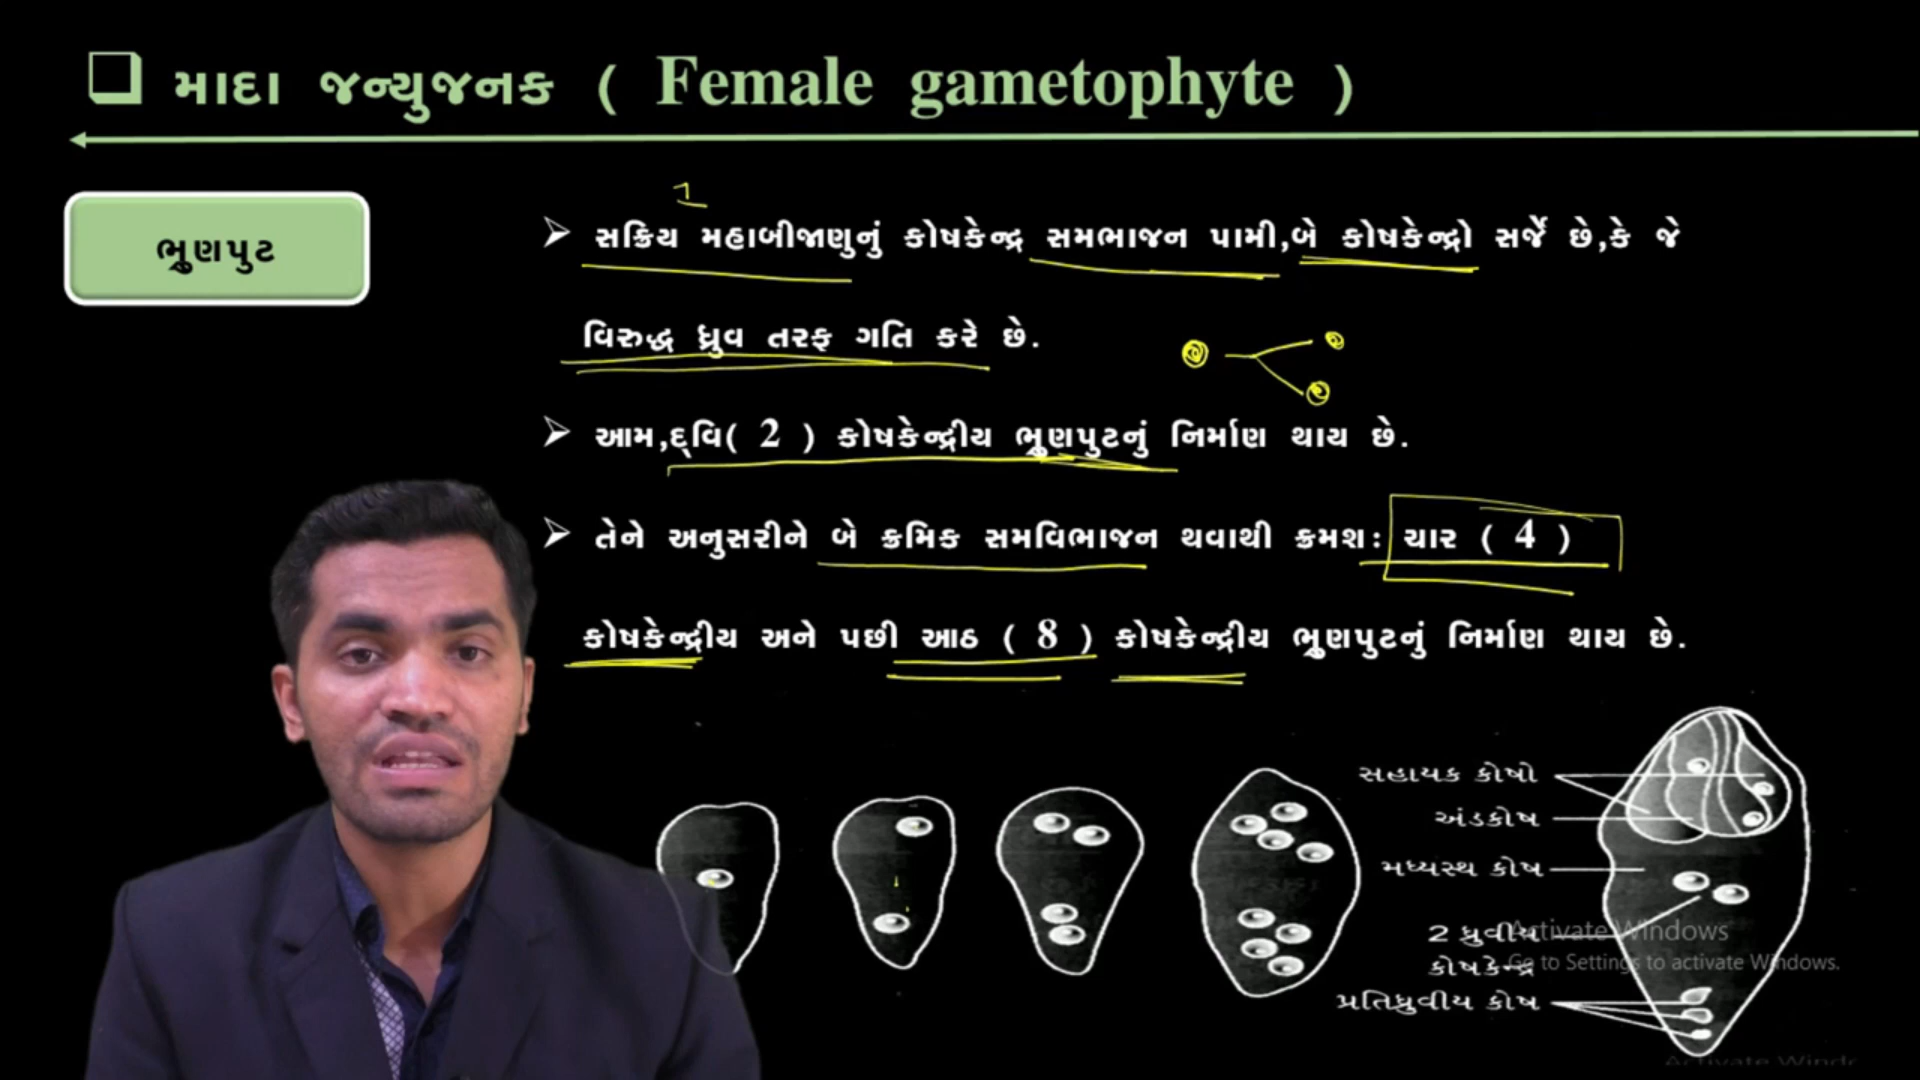 ❑ માદા જન્યુજનક ( Female gametophyte )
ભ્રુણપુટ
1
➢ સક્રિય મહાબીજાણુનું કોષકેન્દ્ર સમભાજન પામી,બે કોષકેન્દ્રો સર્જે છે,કે જે
વિરુદ્ધ ધ્રુવ તરફ ગતિ કરે છે.
➢ આમ,દ્વિ( 2 ) કોષકેન્દ્રીય ભ્રુણપુટનું નિર્માણ થાય છે.
➢ તેને અનુસરીને બે ક્રમિક સમવિભાજન થવાથી ક્રમશઃ ચાર ( 4 )
કોષકેન્દ્રીય અને પછી આઠ ( 8 ) કોષકેન્દ્રીય ભ્રુણપુટનું નિર્માણ થાય છે.
સહાયક કોષો
અંડકોષ
મધ્યસ્થ કોષ
2 ધ્રુવીય
કોષકેન્દ્ર
પ્રતિધ્રુવીય કોષ
Activate Windows
Go to Settings to activate Windows.